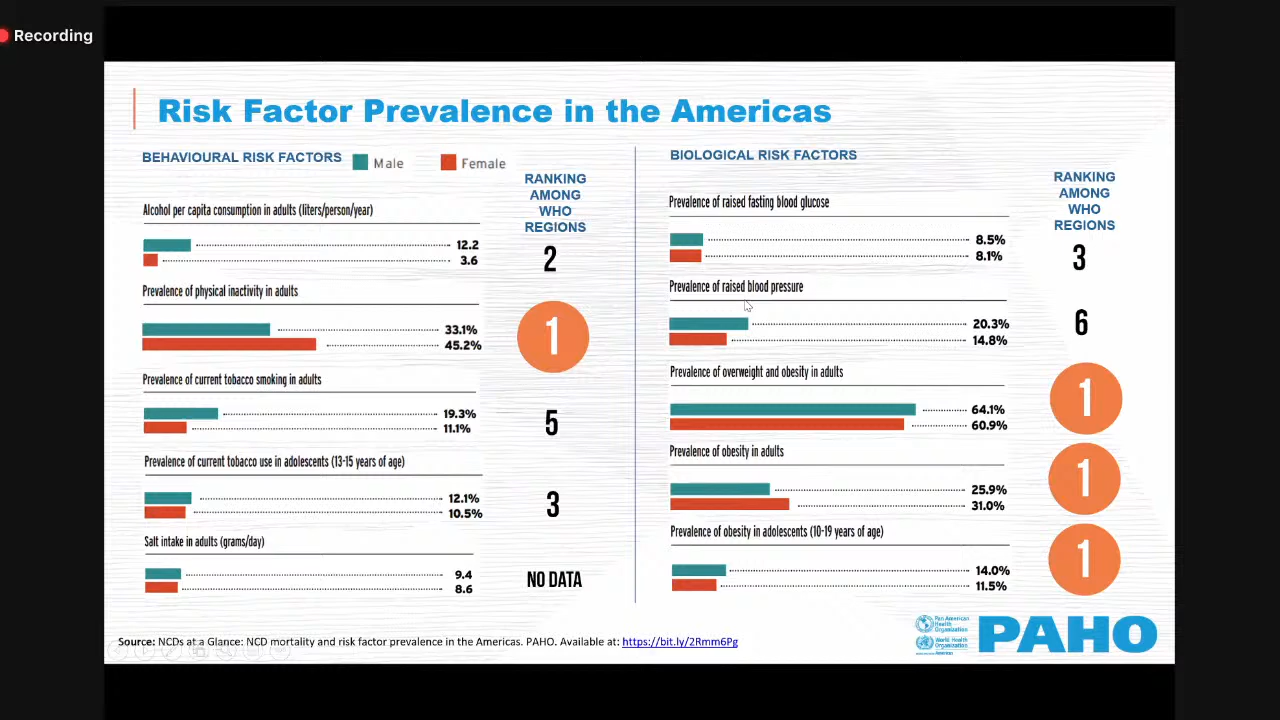 Recording
Risk Factor Prevalence in the Americas
BEHAVIOURAL RISK FACTORS
Male
Female
RANKING
AMONG
WHO
REGIONS
Alcohol per capita consumption in adults (liters/person/year)
12.2
3.6
2
Prevalence of physical inactivity in adults
33.1%
45.2%
1
Prevalence of current tobacco smoking in adults
19.3%
11.1%
5
Prevalence of current tobacco use in adolescents (13-15 years of age)
12.1%
10.5%
3
Salt intake in adults (grams/day)
9.4
8.6
NO DATA
BIOLOGICAL RISK FACTORS
RANKING
AMONG
WHO
REGIONS
Prevalence of raised fasting blood glucose
8.5%
8.1%
3
Prevalence of raised blood pressure
20.3%
14.8%
6
Prevalence of overweight and obesity in adults
64.1%
60.9%
1
Prevalence of obesity in adults
25.9%
31.0%
1
Prevalence of obesity in adolescents (10-19 years of age)
14.0%
11.5%
1
Source: NCDs at a Glance: NCD mortality and risk factor prevalence in the Americas. PAHO. Available at: https://bit.ly/2Rmm6Pg
Pan American
Health
Organization
World Health
Organization
Americas
PAHO